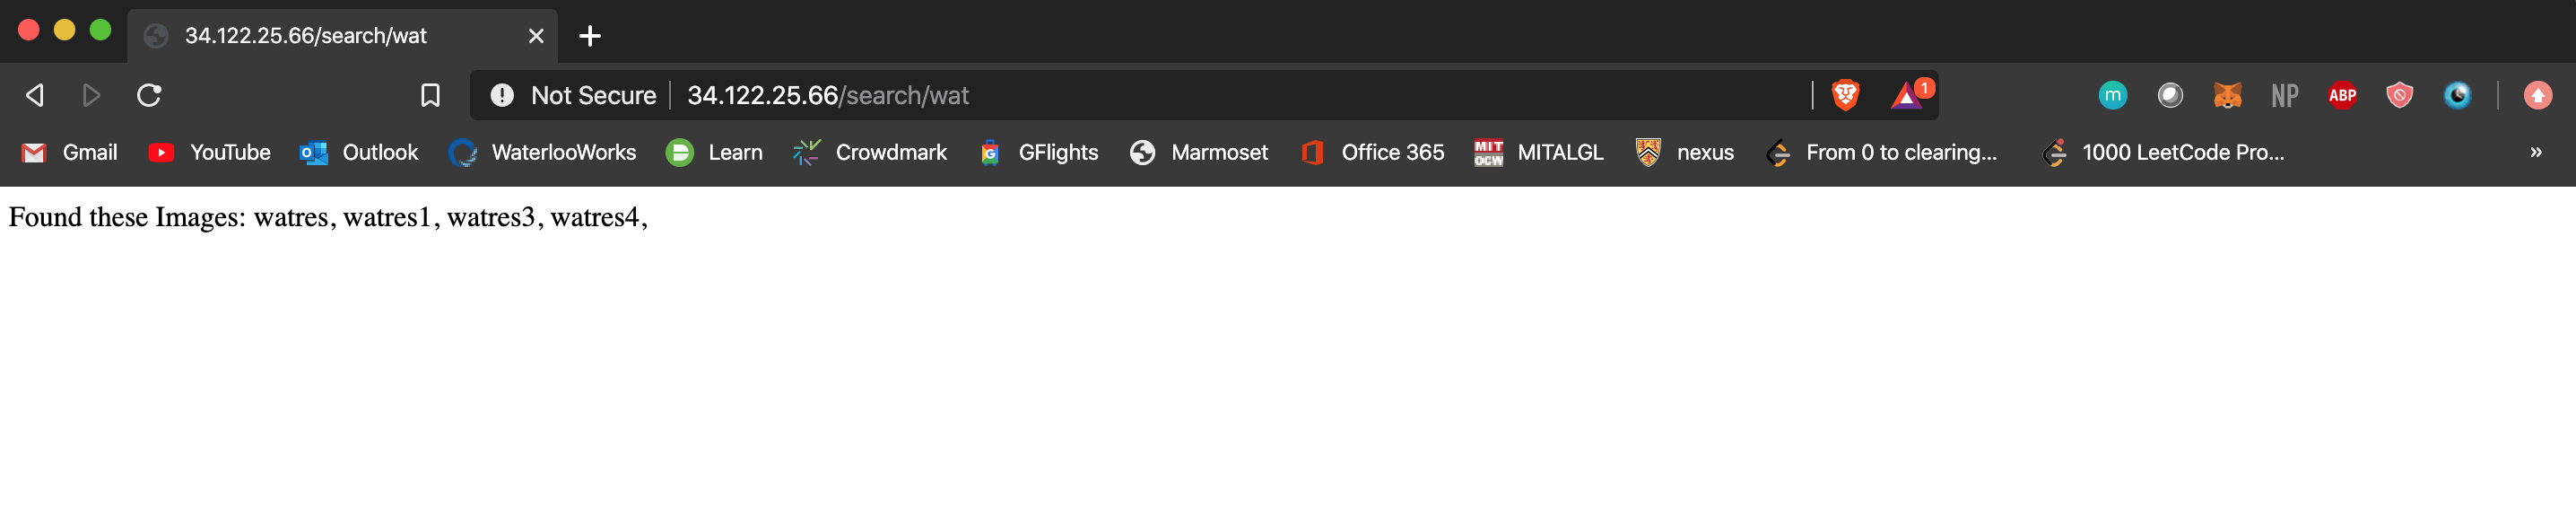 34.122.25.66/search/wat
Not Secure 34.122.25.66/search/wat 1 m NP ABP
Gmail YouTube Outlook WaterlooWorks Learn Crowdmark GFlights Marmoset Office 365 MIT OCW MITALGL nexus From 0 to clearing... 1000 LeetCode Pro... »
Found these Images: watres, watres1, watres3, watres4,